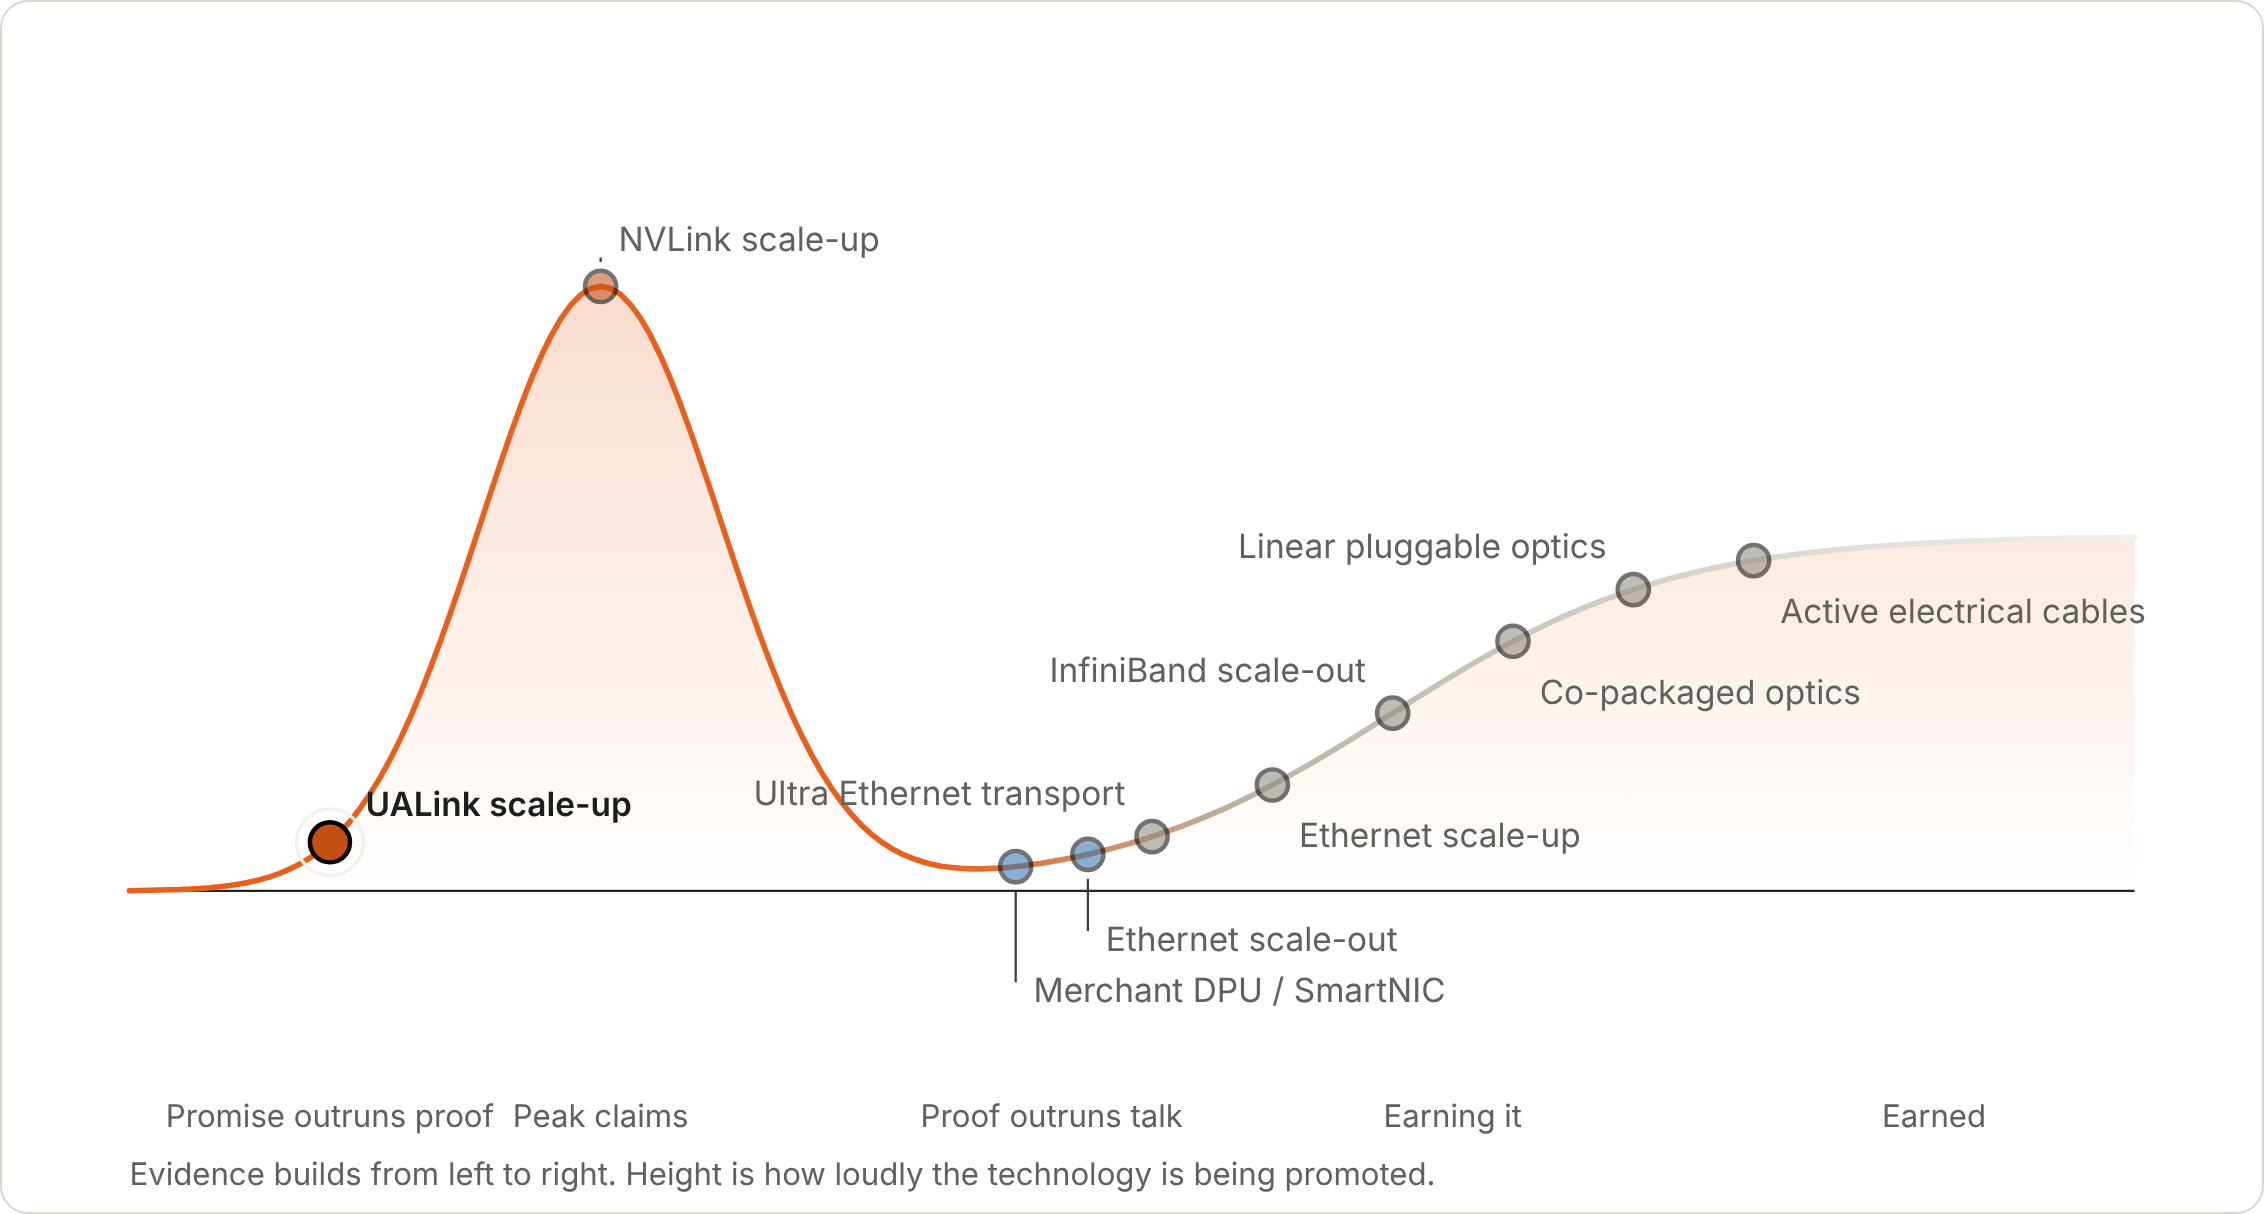 NVLink scale-up
Linear pluggable optics
Active electrical cables
InfiniBand scale-out
Co-packaged optics
UALink scale-up
Ultra Ethernet transport
Ethernet scale-up
Ethernet scale-out
Merchant DPU / SmartNIC
Promise outruns proof
Peak claims
Proof outruns talk
Earning it
Earned
Evidence builds from left to right. Height is how loudly the technology is being promoted.